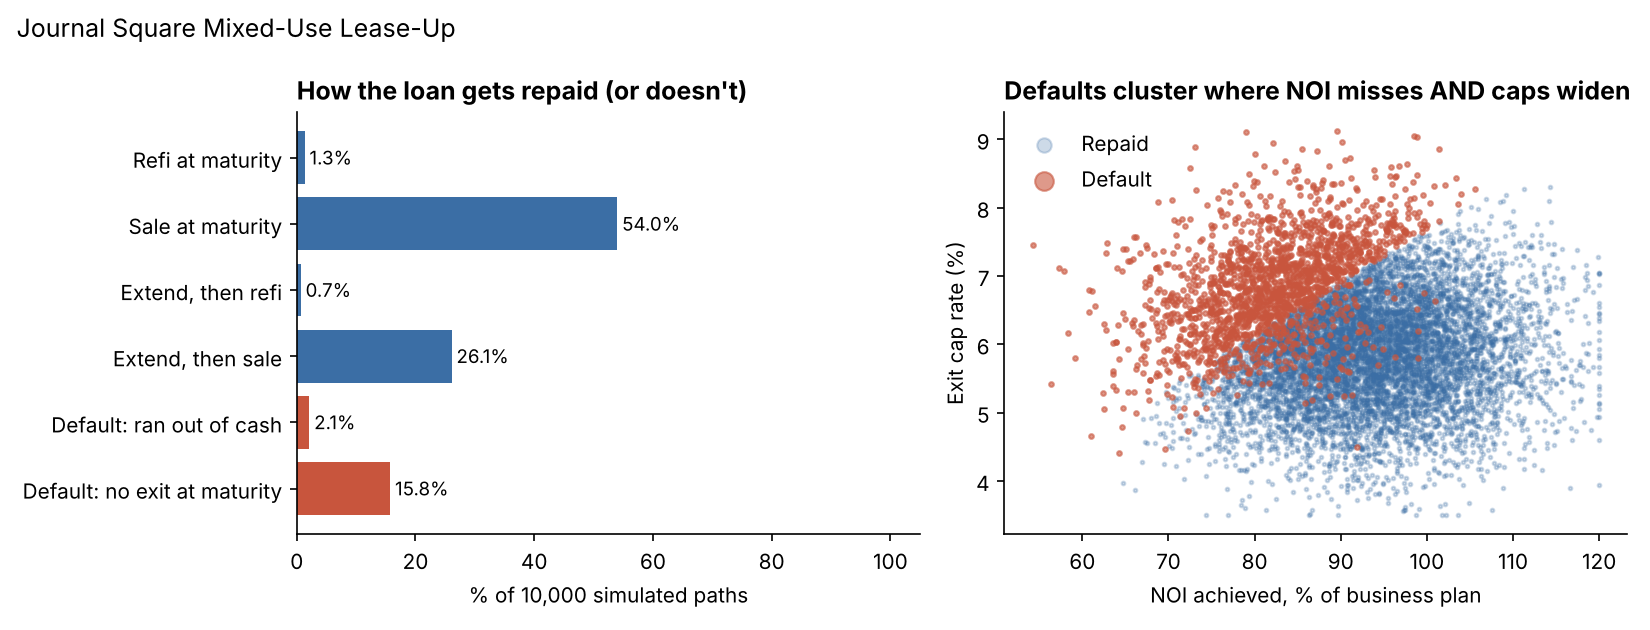 Journal Square Mixed-Use Lease-Up
How the loan gets repaid (or doesn't)
Refi at maturity
1.3%
Sale at maturity
54.0%
Extend, then refi
0.7%
Extend, then sale
26.1%
Default: ran out of cash
2.1%
Default: no exit at maturity
15.8%
0 20 40 60 80 100
% of 10,000 simulated paths
Defaults cluster where NOI misses AND caps widen
Repaid
Default
Exit cap rate (%)
9
8
7
6
5
4
60 70 80 90 100 110 120
NOI achieved, % of business plan